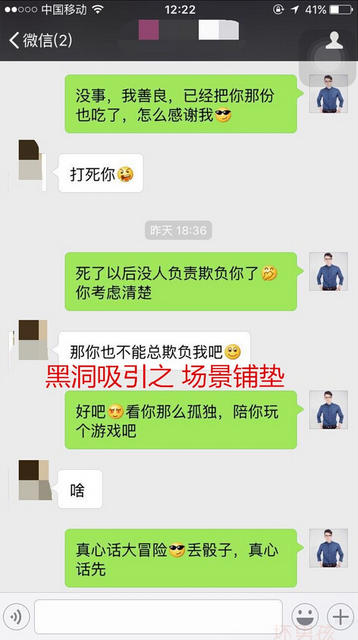 中国移动 12:22 41%
微信(2)
没事，我善良，已经把你那份
也吃了，怎么感谢我
打死你
昨天 18:36
死了以后没人负责欺负你了
你考虑清楚
那你也不能总欺负我吧
黑洞吸引之 场景铺垫
好吧看你那么孤独，陪你玩
个游戏吧
啥
真心话大冒险丢骰子，真心
话先
坏男孩